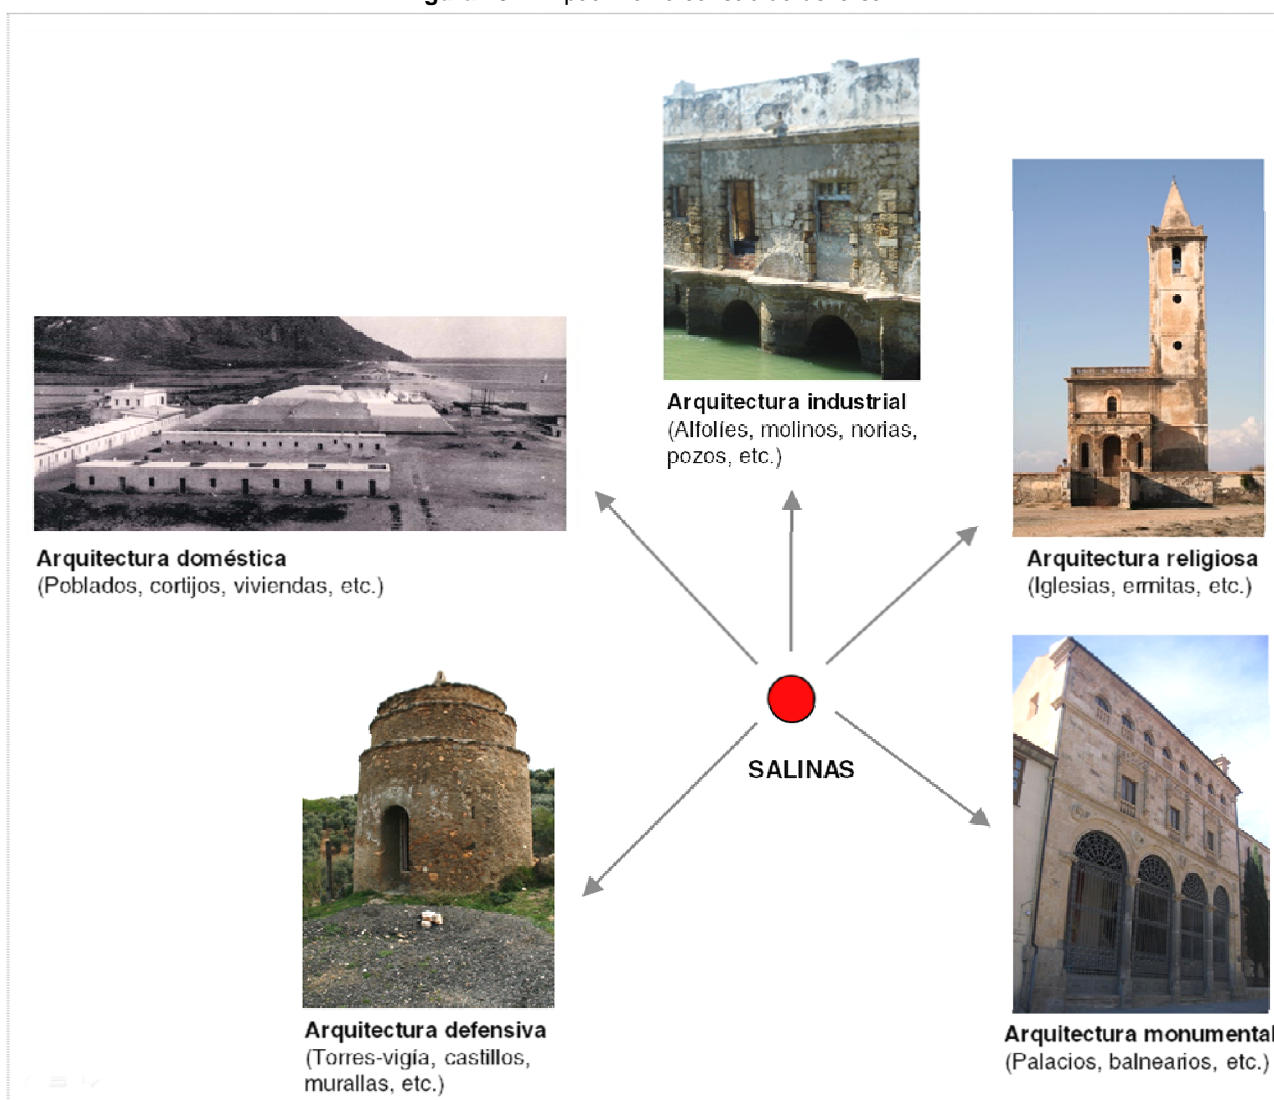 Arquitectura industrial
(Alfolíes, molinos, norias,
pozos, etc.)
Arquitectura doméstica
(Poblados, cortijos, viviendas, etc.)
Arquitectura religiosa
(Iglesias, ermitas, etc.)
SALINAS
Arquitectura defensiva
(Torres-vigía, castillos,
murallas, etc.)
Arquitectura monumental
(Palacios, balnearios, etc.)